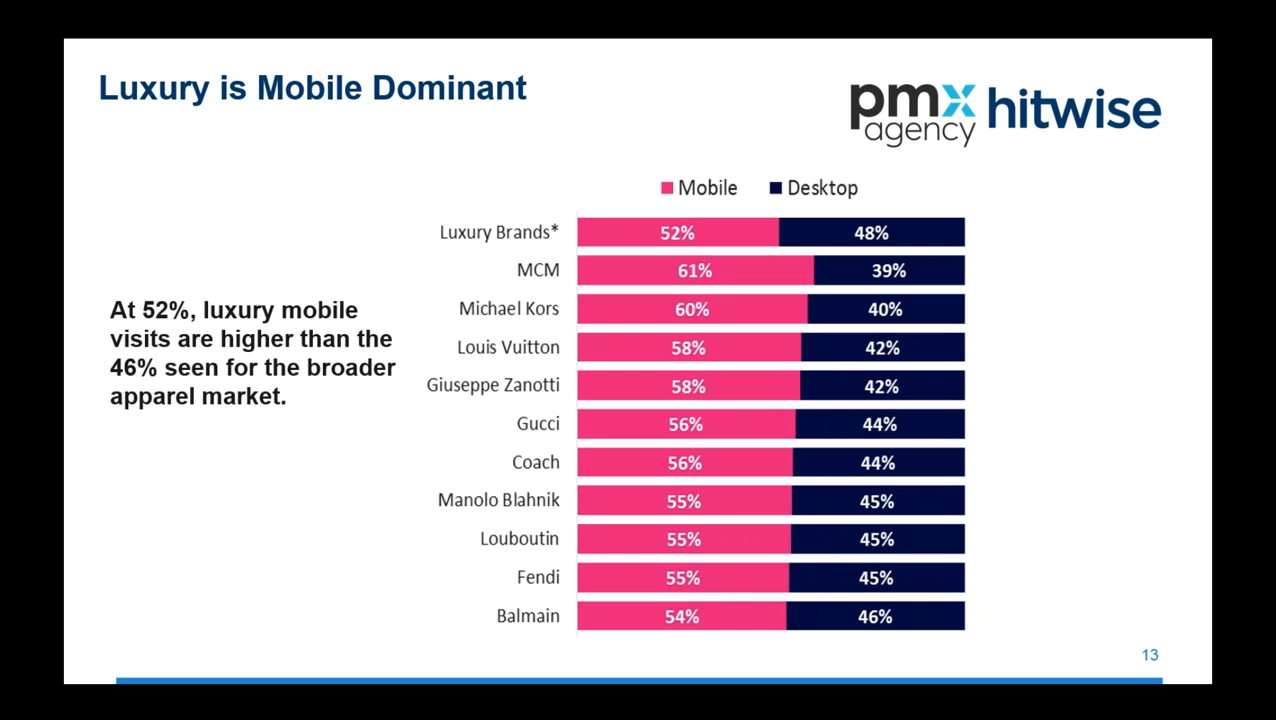 Luxury is Mobile Dominant
pmx agency hitwise
Mobile Desktop
Luxury Brands* 52% 48%
MCM 61% 39%
Michael Kors 60% 40%
Louis Vuitton 58% 42%
Giuseppe Zanotti 58% 42%
Gucci 56% 44%
Coach 56% 44%
Manolo Blahnik 55% 45%
Louboutin 55% 45%
Fendi 55% 45%
Balmain 54% 46%
At 52%, luxury mobile
visits are higher than the
46% seen for the broader
apparel market.
13